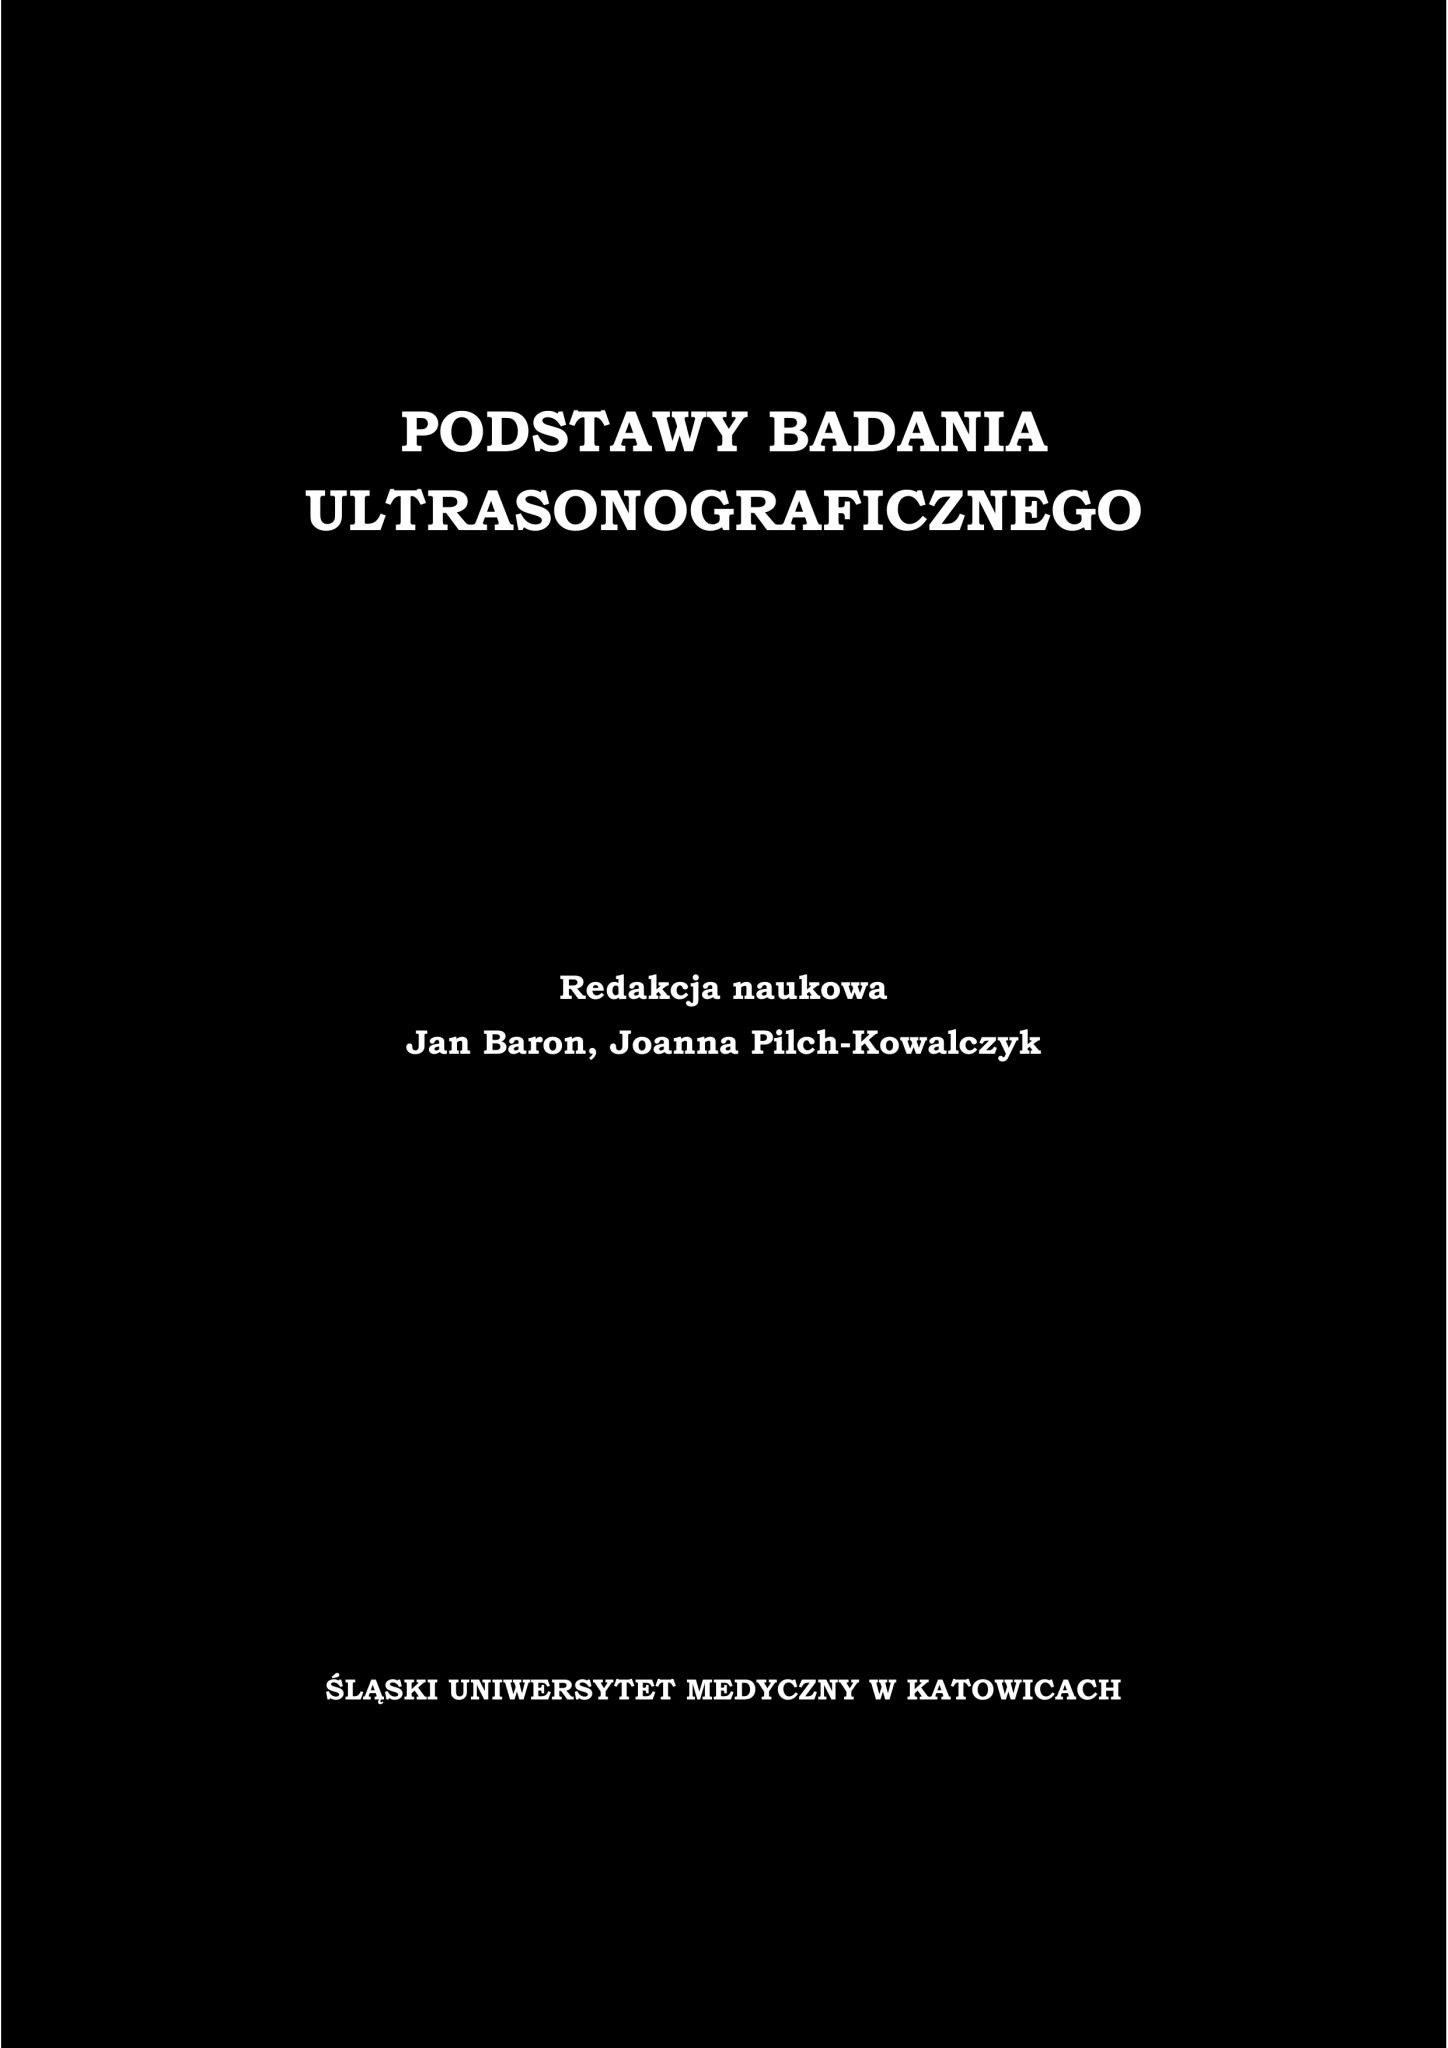 PODSTAWY BADANIA
ULTRASONOGRAFICZNEGO
Redakcja naukowa
Jan Baron, Joanna Pilch-Kowalczyk
ŚLĄSKI UNIWERSYTET MEDYCZNY W KATOWICACH